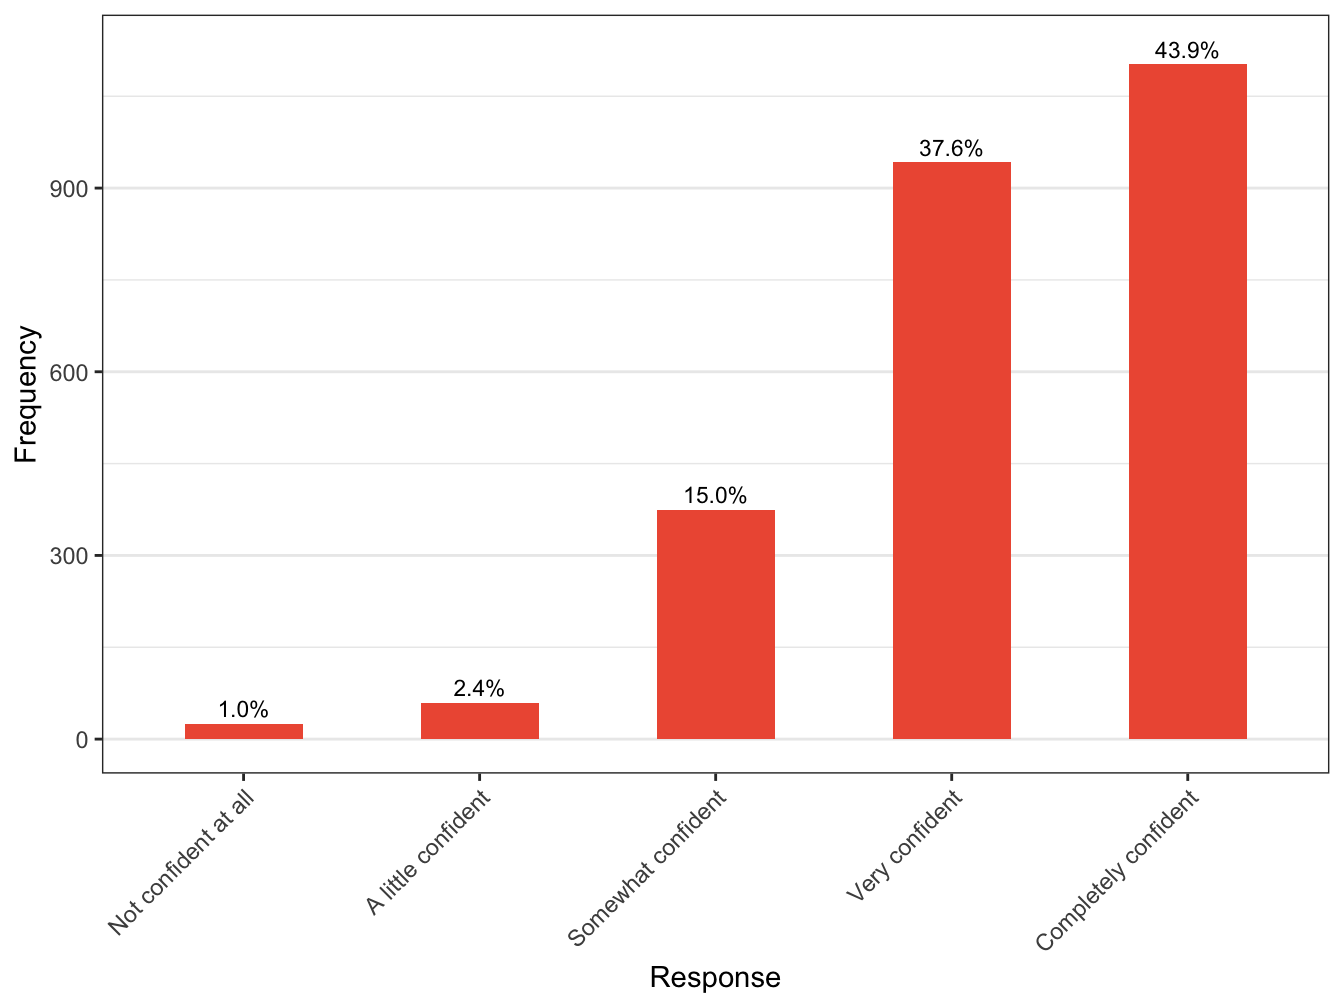 43.9%
37.6%
15.0%
2.4%
1.0%
900
600
300
0
Frequency
Not confident at all
A little confident
Somewhat confident
Very confident
Completely confident
Response